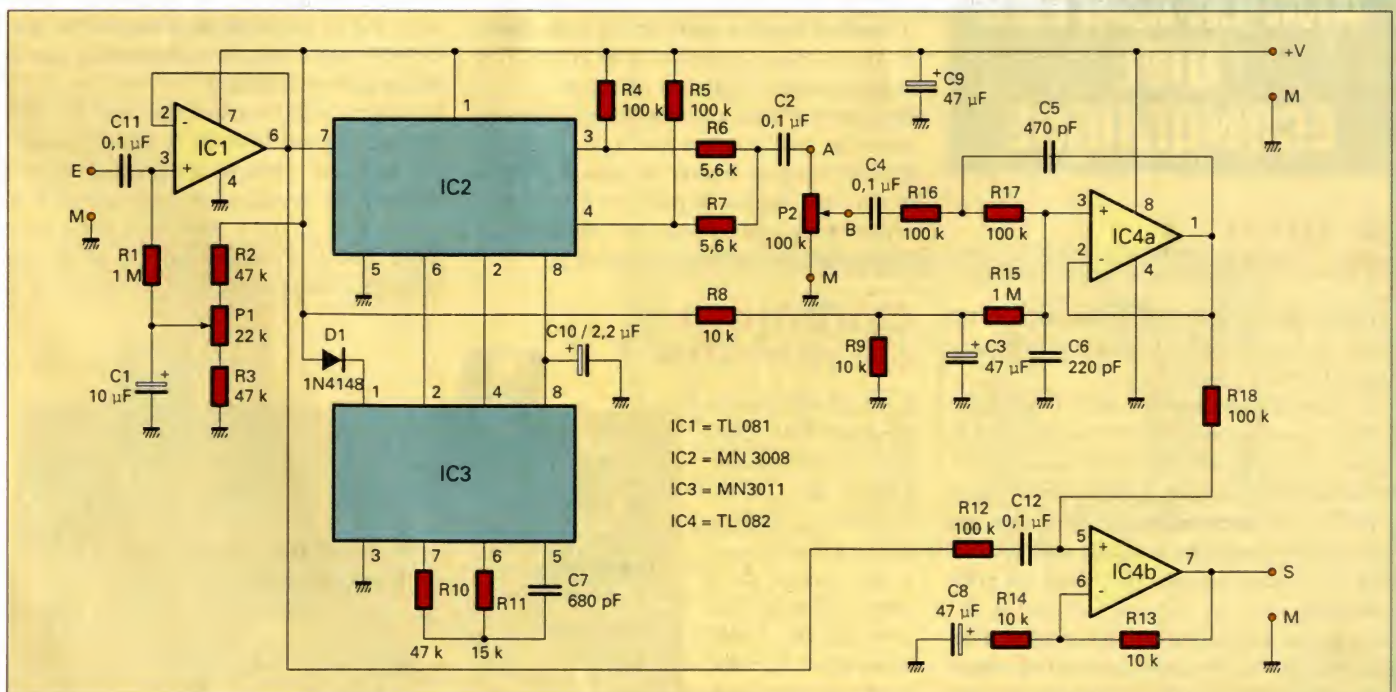 E
M
C11
0,1 µF
2
-
3
+
IC1
7
4
6
R1
1 M
R2
47 k
P1
22 k
R3
47 k
C1
10 µF
+
7
1
IC2
3
4
5
6
2
8
R4
100 k
R5
100 k
R6
5,6 k
R7
5,6 k
C2
0,1 µF
A
P2
100 k
B
M
C4
0,1 µF
R16
100 k
R17
100 k
C5
470 pF
+
C9
47 µF
+V
M
3
+
2
-
IC4a
8
4
1
R8
10 k
R9
10 k
+
C3
47 µF
R15
1 M
C6
220 pF
R18
100 k
D1
1N4148
C10 / 2,2 µF
+
1
2
4
8
IC3
3
7
6
5
R10
47 k
R11
15 k
C7
680 pF
IC1 = TL 081
IC2 = MN 3008
IC3 = MN3011
IC4 = TL 082
R12
100 k
C12
0,1 µF
5
+
6
-
IC4b
7
S
M
C8
47 µF
+
R14
10 k
R13
10 k